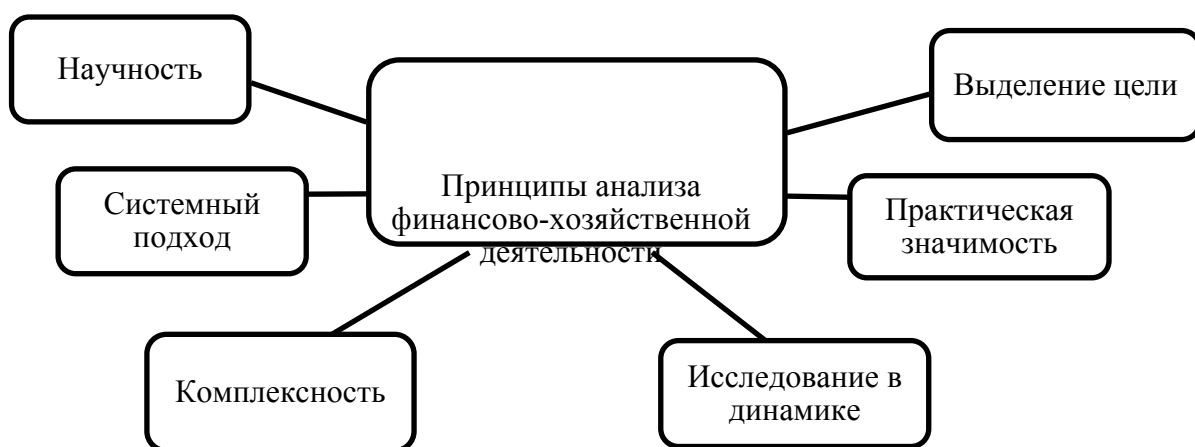 Научность
Выделение цели
Принципы анализа
финансово-хозяйственной
деятельности
Системный
подход
Практическая
значимость
Комплексность
Исследование в
динамике